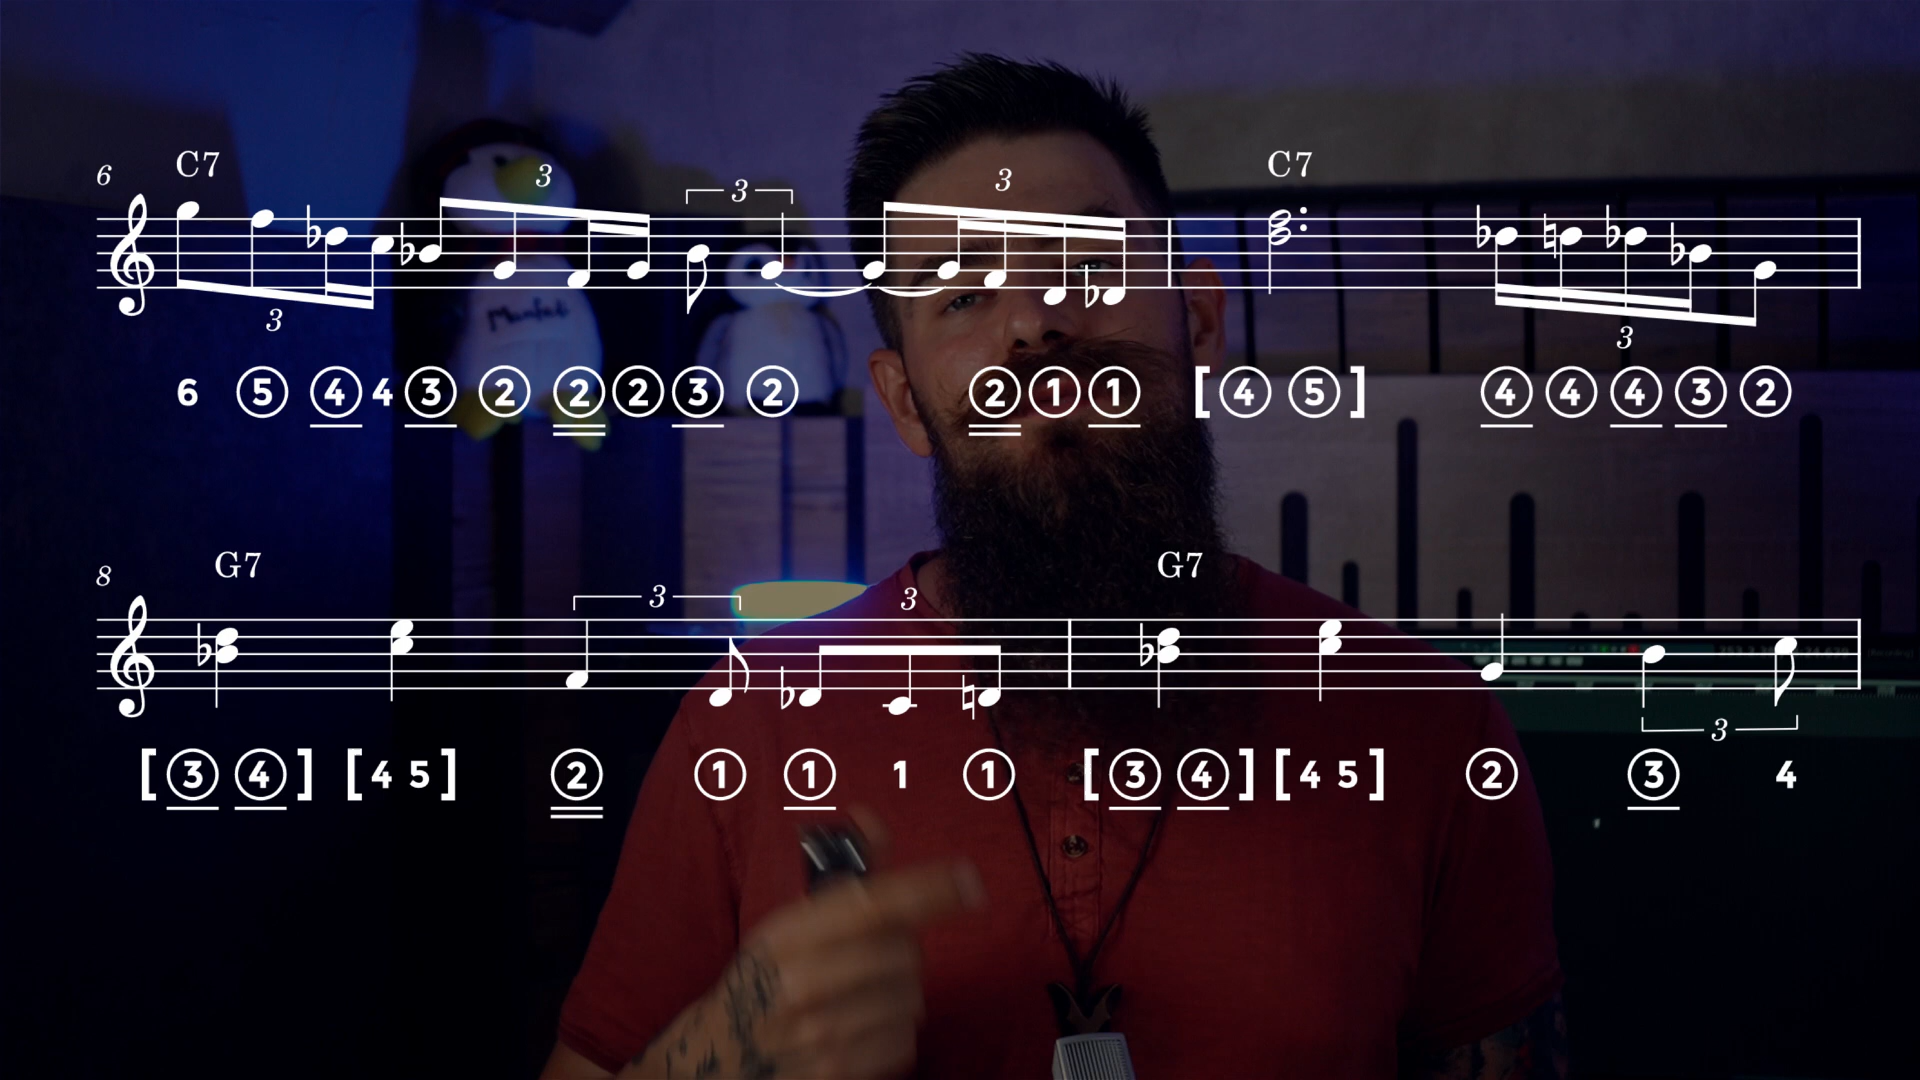 6 C7 C7
3 3 3 3 3
6 ⑤ ④ 4 ③ ② ② ② ③ ② ② ① ① [④ ⑤] ④ ④ ④ ③ ②
8 G7 G7
3 3 3
[③ ④] [4 5] ② ① ① 1 ① [③ ④] [4 5] ② ③ 4